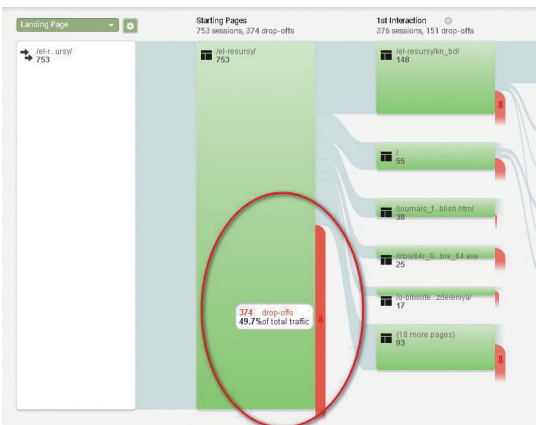 Landing Page
Starting Pages
753 sessions, 374 drop-offs
1st Interaction
376 sessions, 151 drop-offs
/el-r...ursy/
753
/el-resursy/
753
/el-resursy/kn_bd/
148
/
55
/journals_f...blish.html
38
/irbis64r_0...bis_64.exe
25
/o-bibliote...zdeleniya/
17
(18 more pages)
93
374 drop-offs
49.7% of total traffic